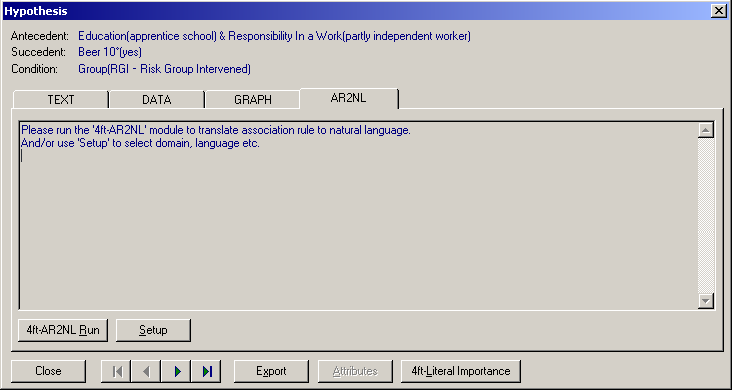 Hypothesis
Antecedent: Education(apprentice school) & Responsibility In a Work(partly independent worker)
Succedent: Beer 10°(yes)
Condition: Group(RGI - Risk Group Intervened)
TEXT DATA GRAPH AR2NL
Please run the '4ft-AR2NL' module to translate association rule to natural language.
And/or use 'Setup' to select domain, language etc.
4ft-AR2NL Run Setup
Close Export Attributes 4ft-Literal Importance